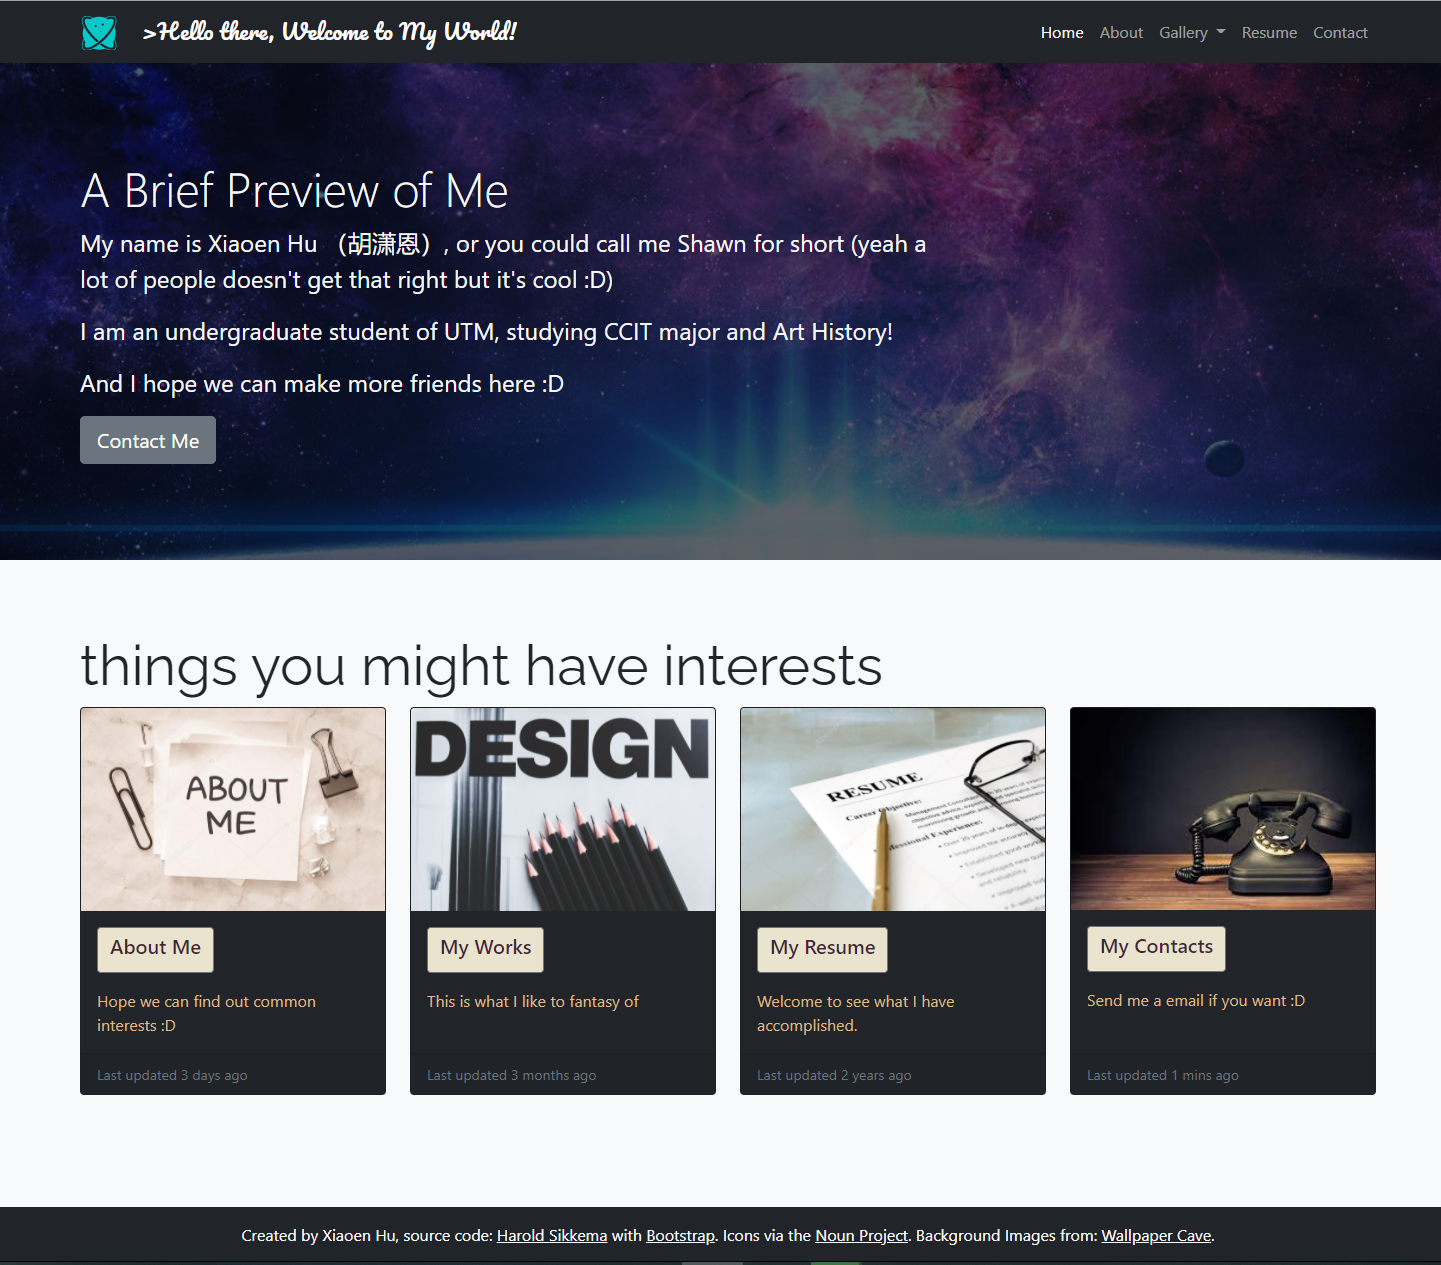 >Hello there, Welcome to My World!
Home About Gallery Resume Contact
A Brief Preview of Me
My name is Xiaoen Hu （胡潇恩）, or you could call me Shawn for short (yeah a
lot of people doesn't get that right but it's cool :D)
I am an undergraduate student of UTM, studying CCIT major and Art History!
And I hope we can make more friends here :D
Contact Me
things you might have interests
ABOUT
ME
About Me
Hope we can find out common
interests :D
Last updated 3 days ago
DESIGN
My Works
This is what I like to fantasy of
Last updated 3 months ago
RESUME
Career Objective:
Professional Experience:
My Resume
Welcome to see what I have
accomplished.
Last updated 2 years ago
My Contacts
Send me a email if you want :D
Last updated 1 mins ago
Created by Xiaoen Hu, source code: Harold Sikkema with Bootstrap. Icons via the Noun Project. Background Images from: Wallpaper Cave.